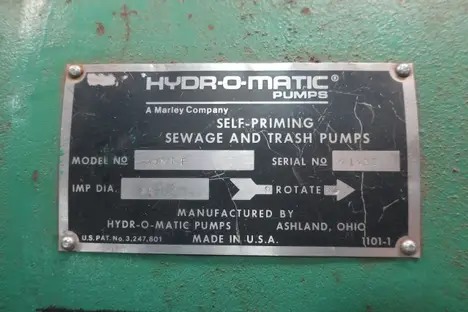 HYDR-O-MATIC®
PUMPS
A Marley Company
SELF-PRIMING
SEWAGE AND TRASH PUMPS
MODEL NO SERIAL NO
IMP DIA. ROTATE
MANUFACTURED BY
HYDR-O-MATIC PUMPS ASHLAND, OHIO
U.S. PAT. No. 3,247,801 MADE IN U.S.A. 1101-1